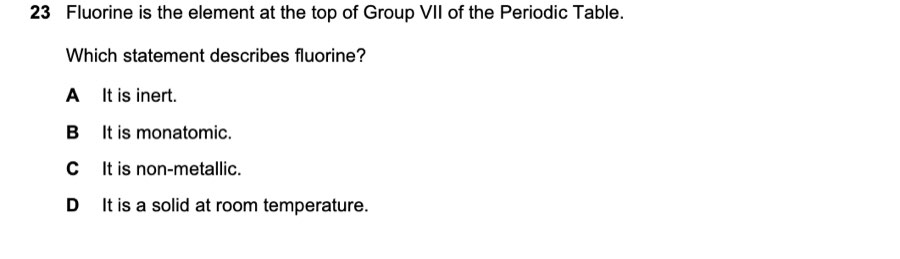 23 Fluorine is the element at the top of Group VII of the Periodic Table.
Which statement describes fluorine?
A It is inert.
B It is monatomic.
C It is non-metallic.
D It is a solid at room temperature.